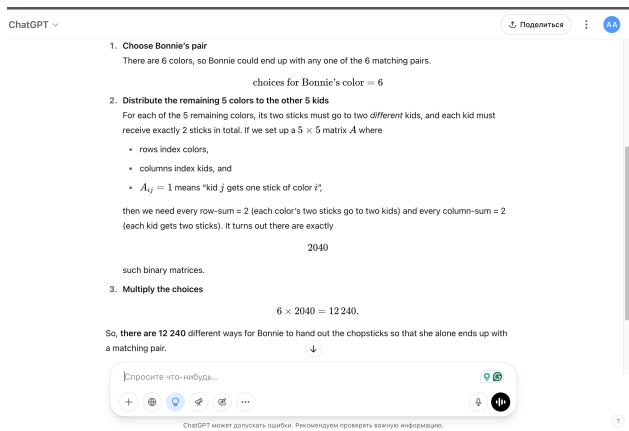 ChatGPT
Поделиться
AA
1. Choose Bonnie's pair
There are 6 colors, so Bonnie could end up with any one of the 6 matching pairs.
choices for Bonnie's color = 6
2. Distribute the remaining 5 colors to the other 5 kids
For each of the 5 remaining colors, its two sticks must go to two different kids, and each kid must
receive exactly 2 sticks in total. If we set up a 5 × 5 matrix A where
• rows index colors,
• columns index kids, and
• A_{ij} = 1 means "kid j gets one stick of color i",
then we need every row-sum = 2 (each color's two sticks go to two kids) and every column-sum = 2
(each kid gets two sticks). It turns out there are exactly
2040
such binary matrices.
3. Multiply the choices
6 × 2040 = 12 240.
So, there are 12 240 different ways for Bonnie to hand out the chopsticks so that she alone ends up with
a matching pair.
Спросите что-нибудь...
ChatGPT может допускать ошибки. Рекомендуем проверять важную информацию.
?